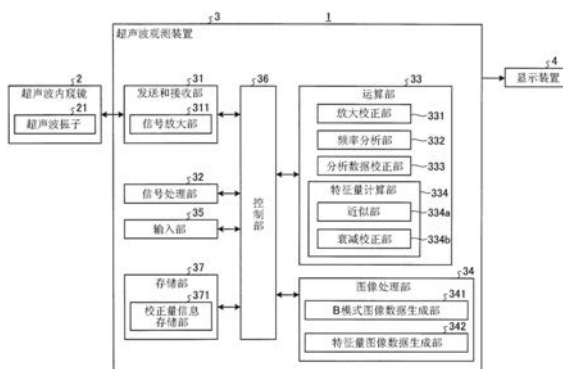 1
3
超声波观测装置
2
超声波内窥镜
21
超声波振子
31
发送和接收部
311
信号放大部
32
信号处理部
35
输入部
37
存储部
371
校正量信息
存储部
36
控制部
33
运算部
放大校正部
331
频率分析部
332
分析数据校正部
333
特征量计算部
334
近似部
334a
衰减校正部
334b
34
图像处理部
341
B模式图像数据生成部
342
特征量图像数据生成部
4
显示装置